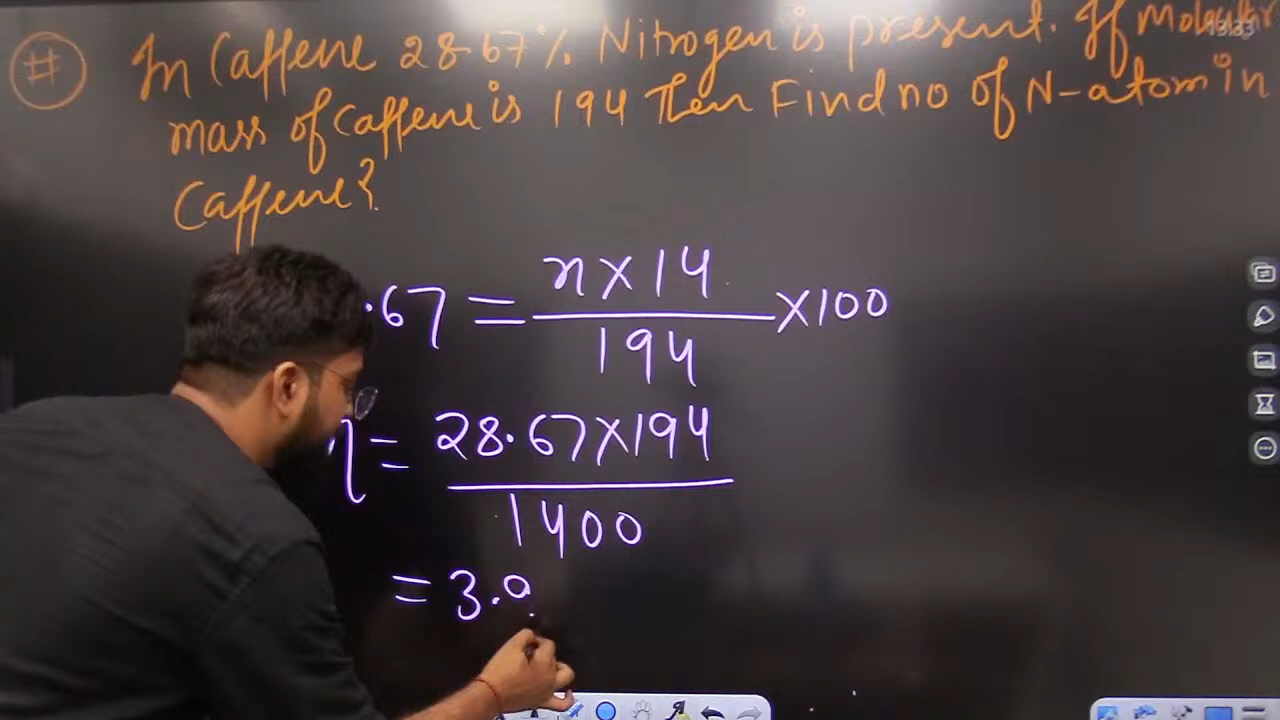 # In Caffene 28.67% Nitrogen is present. If Molecular
mass of Caffene is 194 Then Find no of N-atom in
Caffene?
.67 = n×14/194 ×100
η = 28.67×194/1400
= 3.9